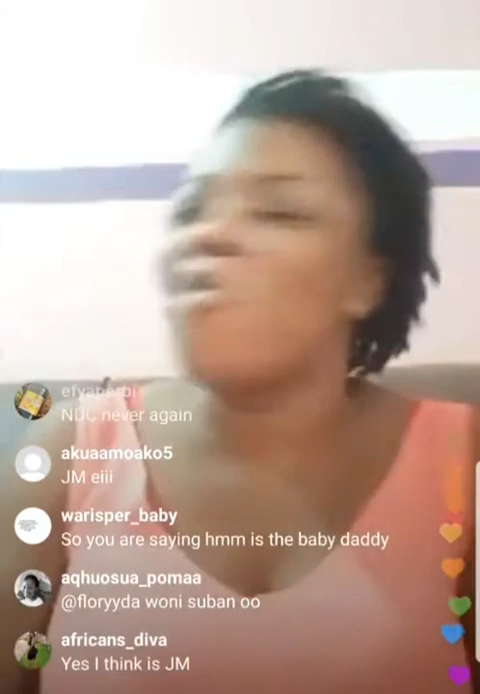 NDC never again
akuaamoako5
JM eiii
warisper_baby
So you are saying hmm is the baby daddy
aqhuosua_pomaa
@floryyda woni suban oo
africans_diva
Yes I think is JM